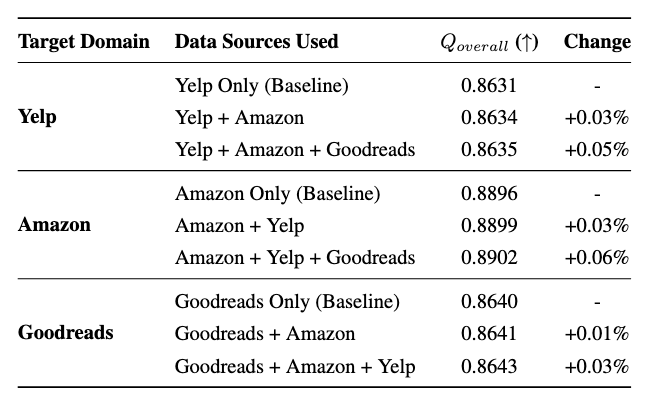 Target Domain Data Sources Used Q_overall (↑) Change
Yelp Only (Baseline) 0.8631 -
Yelp Yelp + Amazon 0.8634 +0.03%
Yelp + Amazon + Goodreads 0.8635 +0.05%
Amazon Only (Baseline) 0.8896 -
Amazon Amazon + Yelp 0.8899 +0.03%
Amazon + Yelp + Goodreads 0.8902 +0.06%
Goodreads Only (Baseline) 0.8640 -
Goodreads Goodreads + Amazon 0.8641 +0.01%
Goodreads + Amazon + Yelp 0.8643 +0.03%